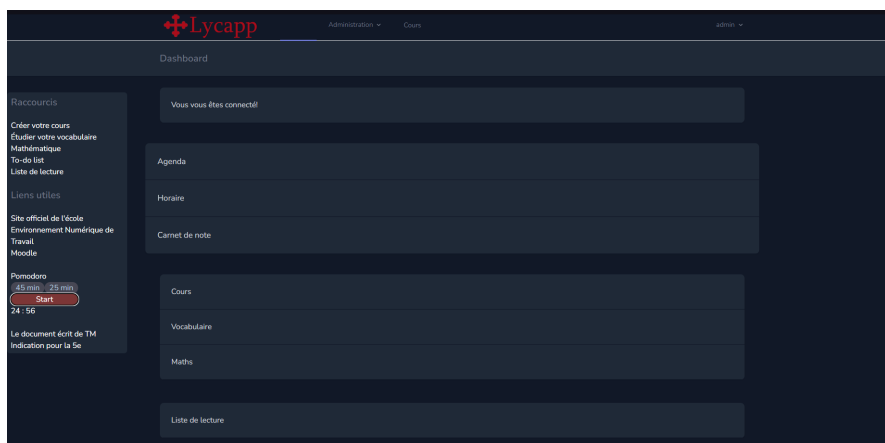 Lycapp
Administration
Cours
admin
Dashboard
Raccourcis
Créer votre cours
Étudier votre vocabulaire
Mathématique
To-do list
Liste de lecture
Liens utiles
Site officiel de l'école
Environnement Numérique de
Travail
Moodle
Pomodoro
45 min 25 min
Start
24 : 56
Le document écrit de TM
Indication pour la 5e
Vous vous êtes connecté!
Agenda
Horaire
Carnet de note
Cours
Vocabulaire
Maths
Liste de lecture